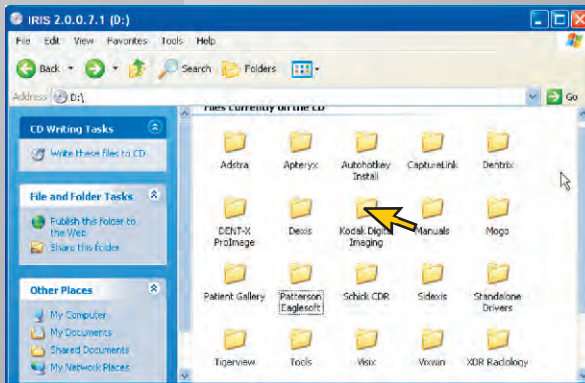 IRIS 2.0.0.7.1 (D:)
File Edit View Favorites Tools Help
Back Search Folders
Address D:\ Go
Files Currently on the CD
CD Writing Tasks
Write these files to CD
File and Folder Tasks
Publish this folder to
the Web
Share this folder
Other Places
My Computer
My Documents
Shared Documents
My Network Places
Adstra Apteryx Autohotkey CaptureLink Dentrix
Install
DENT-X Dexis Kodak Digital Manuals Mogo
ProImage Imaging
Patient Gallery Patterson Schick CDR Sidexis Standalone
Eaglesoft Drivers
Tigerview Tools Visix Vixwin XDR Radiology